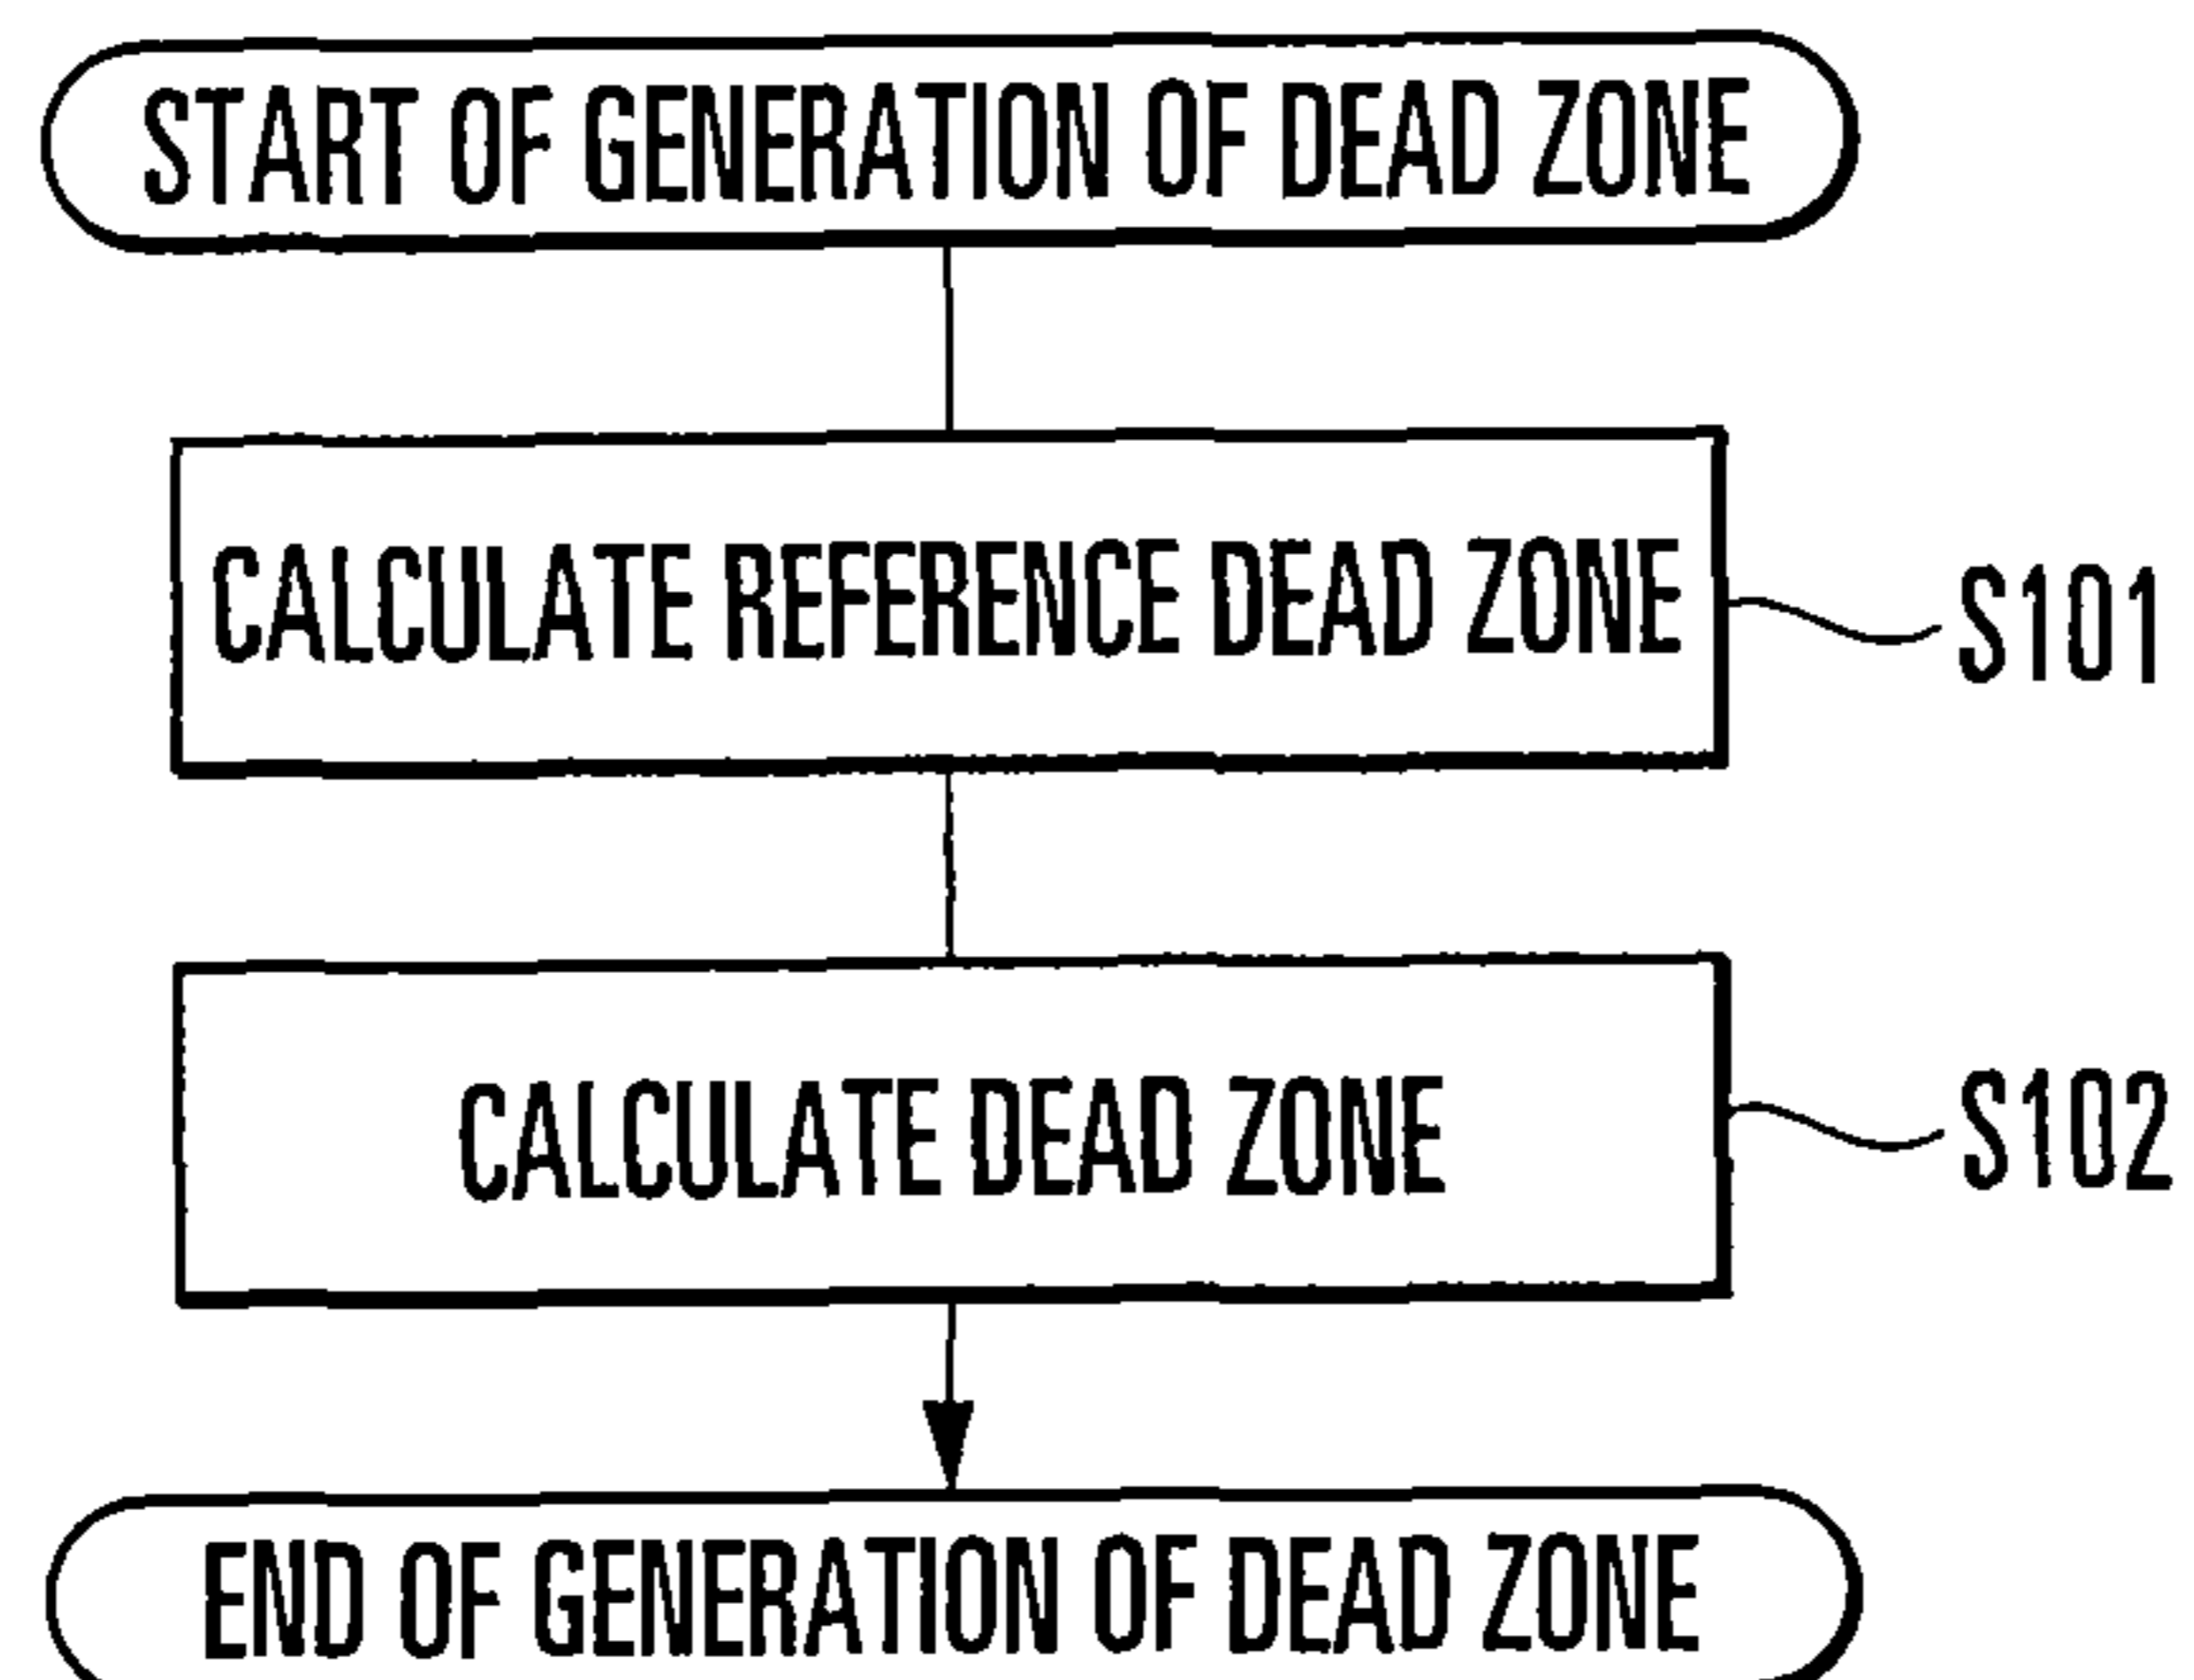 START OF GENERATION OF DEAD ZONE
CALCULATE REFERENCE DEAD ZONE
S101
CALCULATE DEAD ZONE
S102
END OF GENERATION OF DEAD ZONE